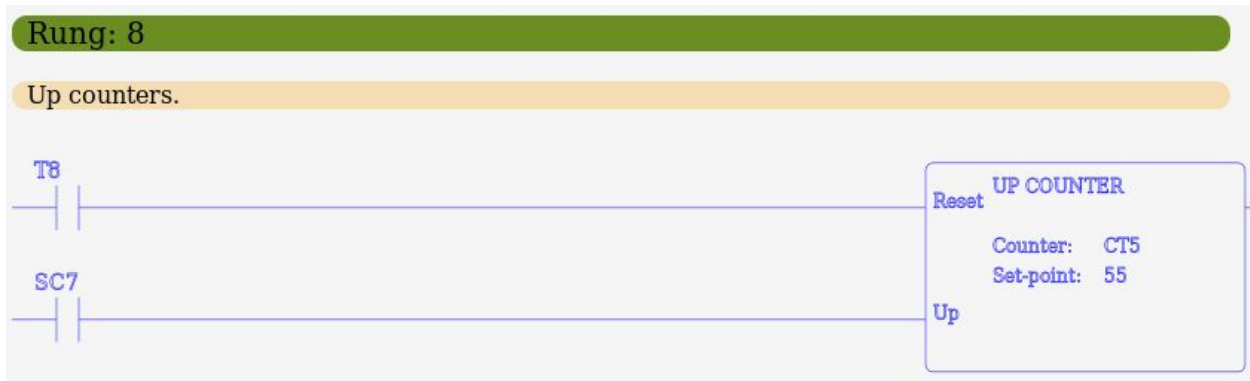 Rung: 8
Up counters.
T8
UP COUNTER
Reset
Counter: CT5
SC7
Set-point: 55
Up